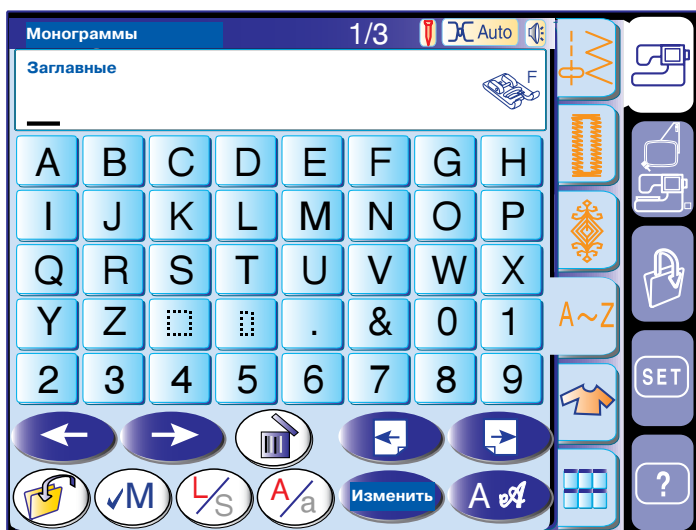 Монограммы 1/3 Auto
Заглавные F
A B C D E F G H
I J K L M N O P
Q R S T U V W X
Y Z . & 0 1
A~Z
2 3 4 5 6 7 8 9
SET
✓M L/S A/a Изменить A A
?